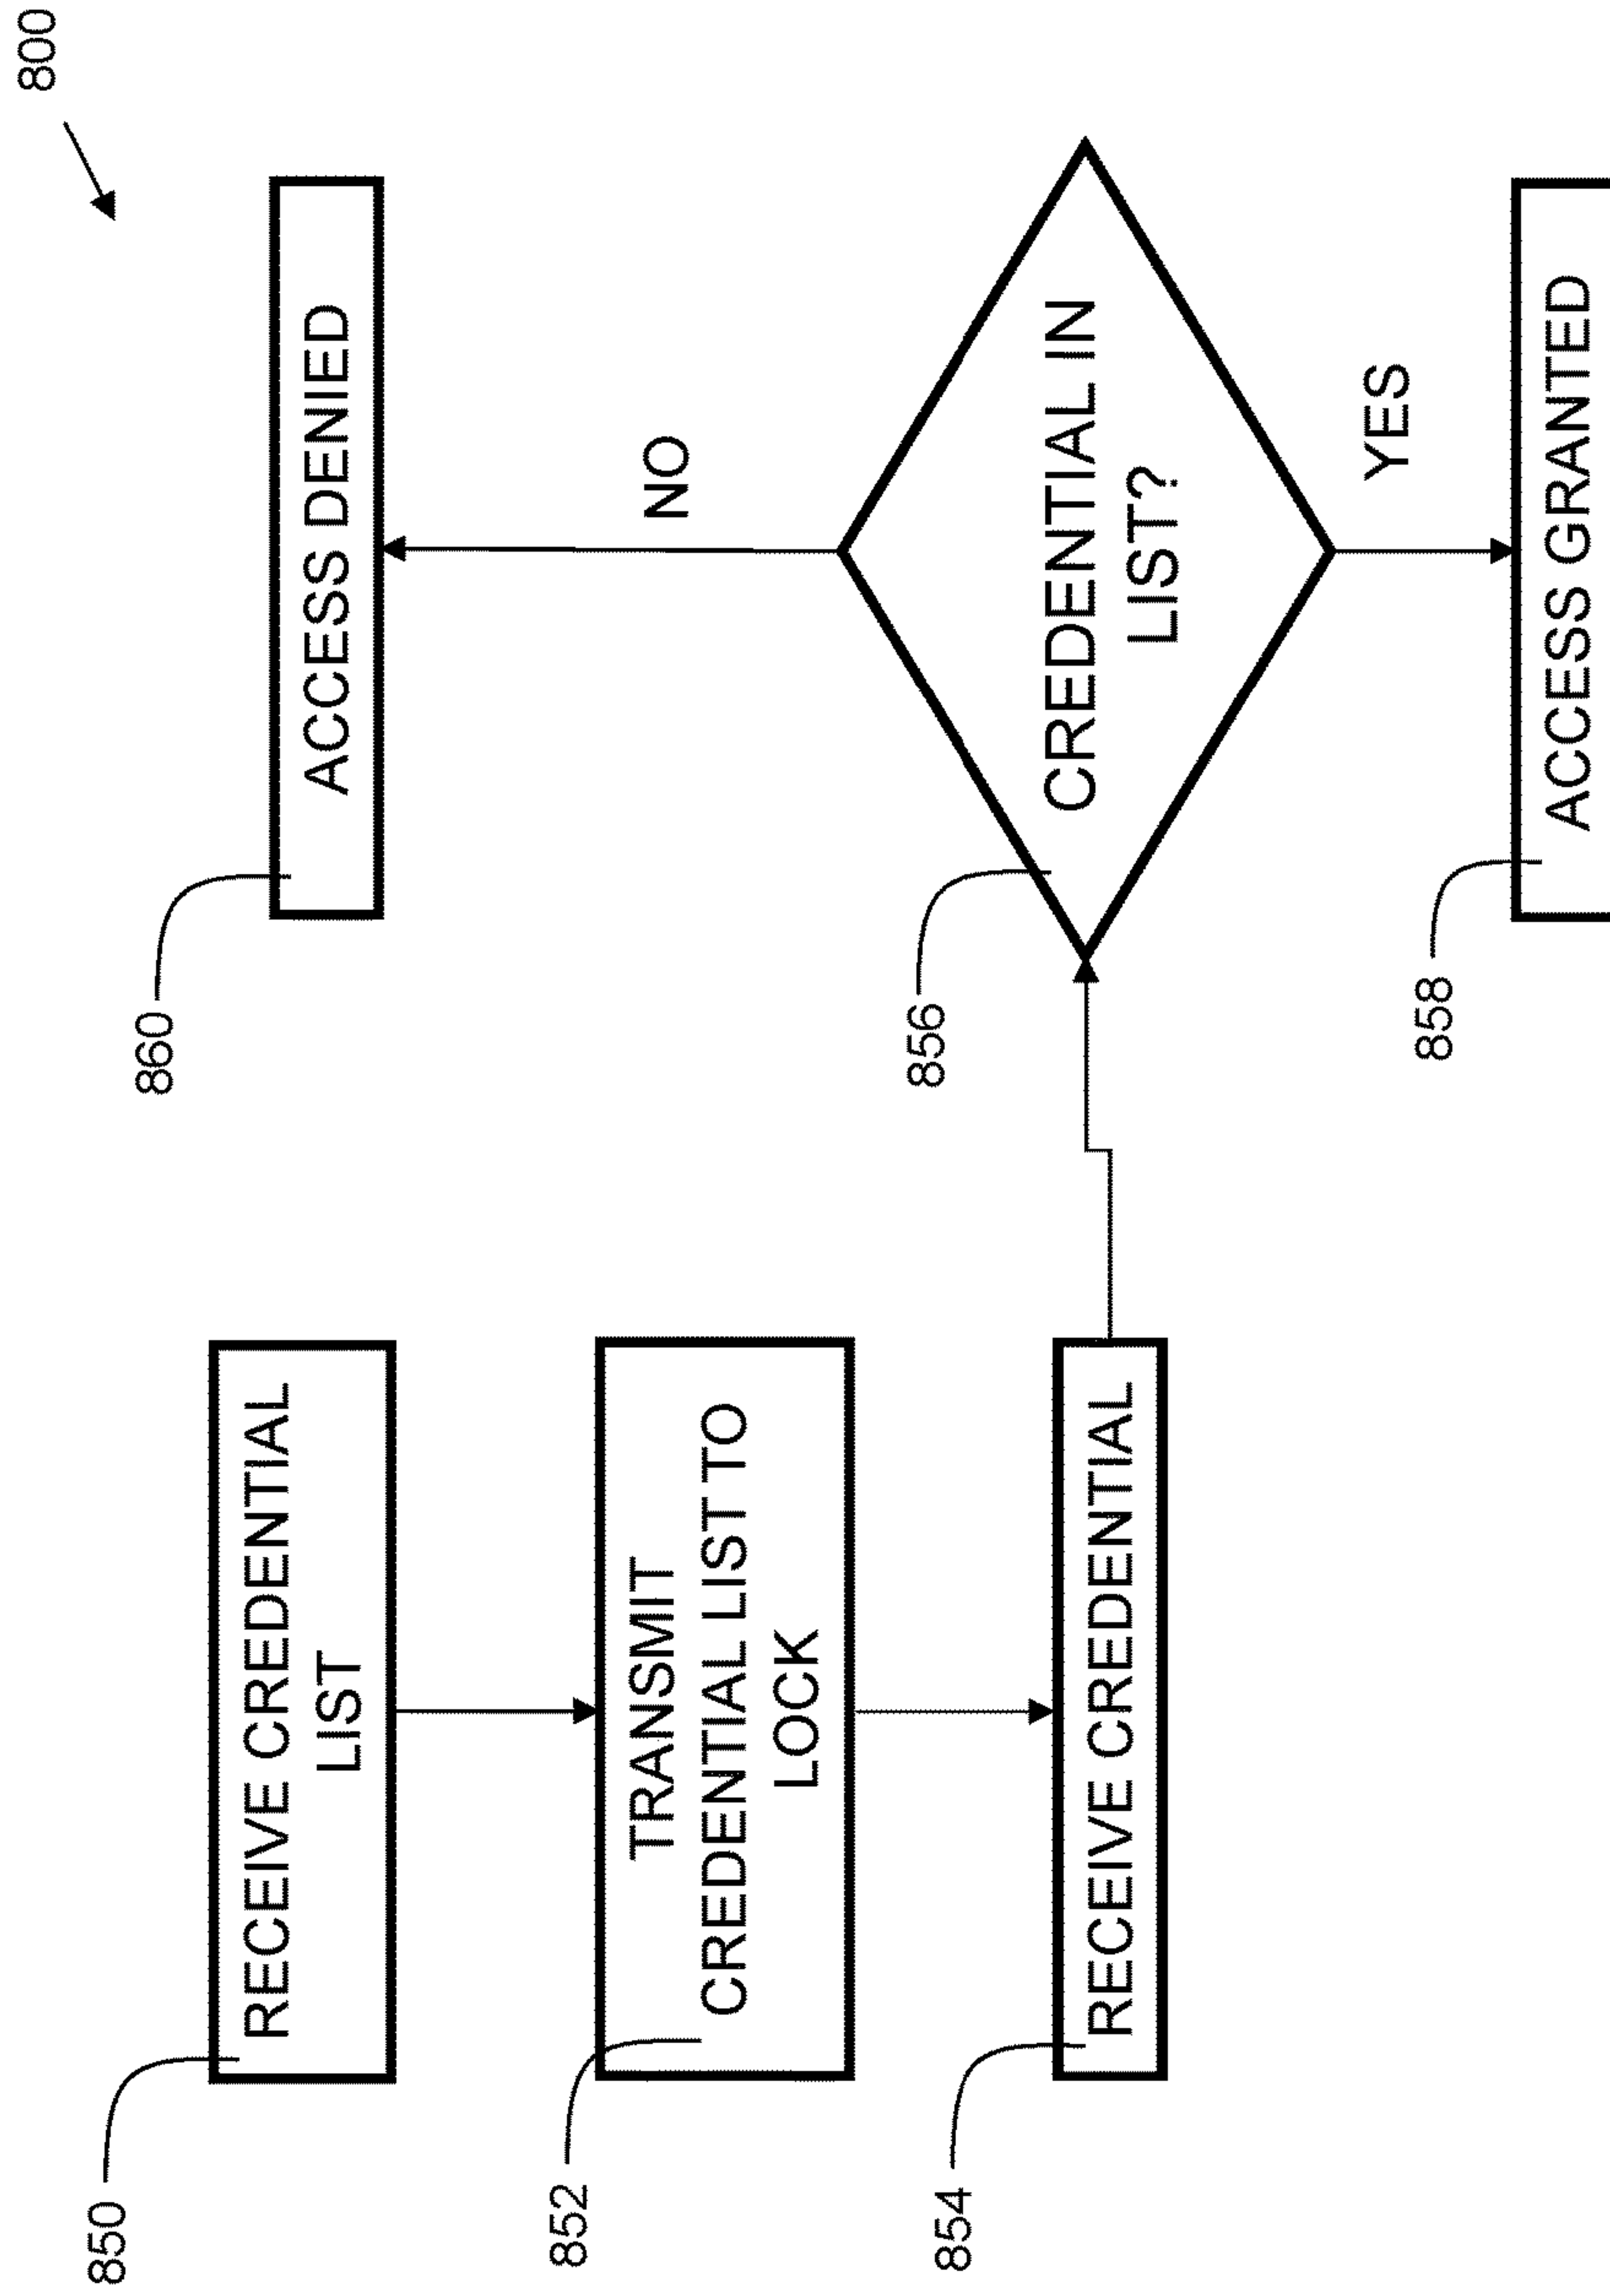 800
850
RECEIVE CREDENTIAL
LIST
852
TRANSMIT
CREDENTIAL LIST TO
LOCK
854
RECEIVE CREDENTIAL
860
ACCESS DENIED
NO
856
CREDENTIAL IN
LIST?
YES
858
ACCESS GRANTED